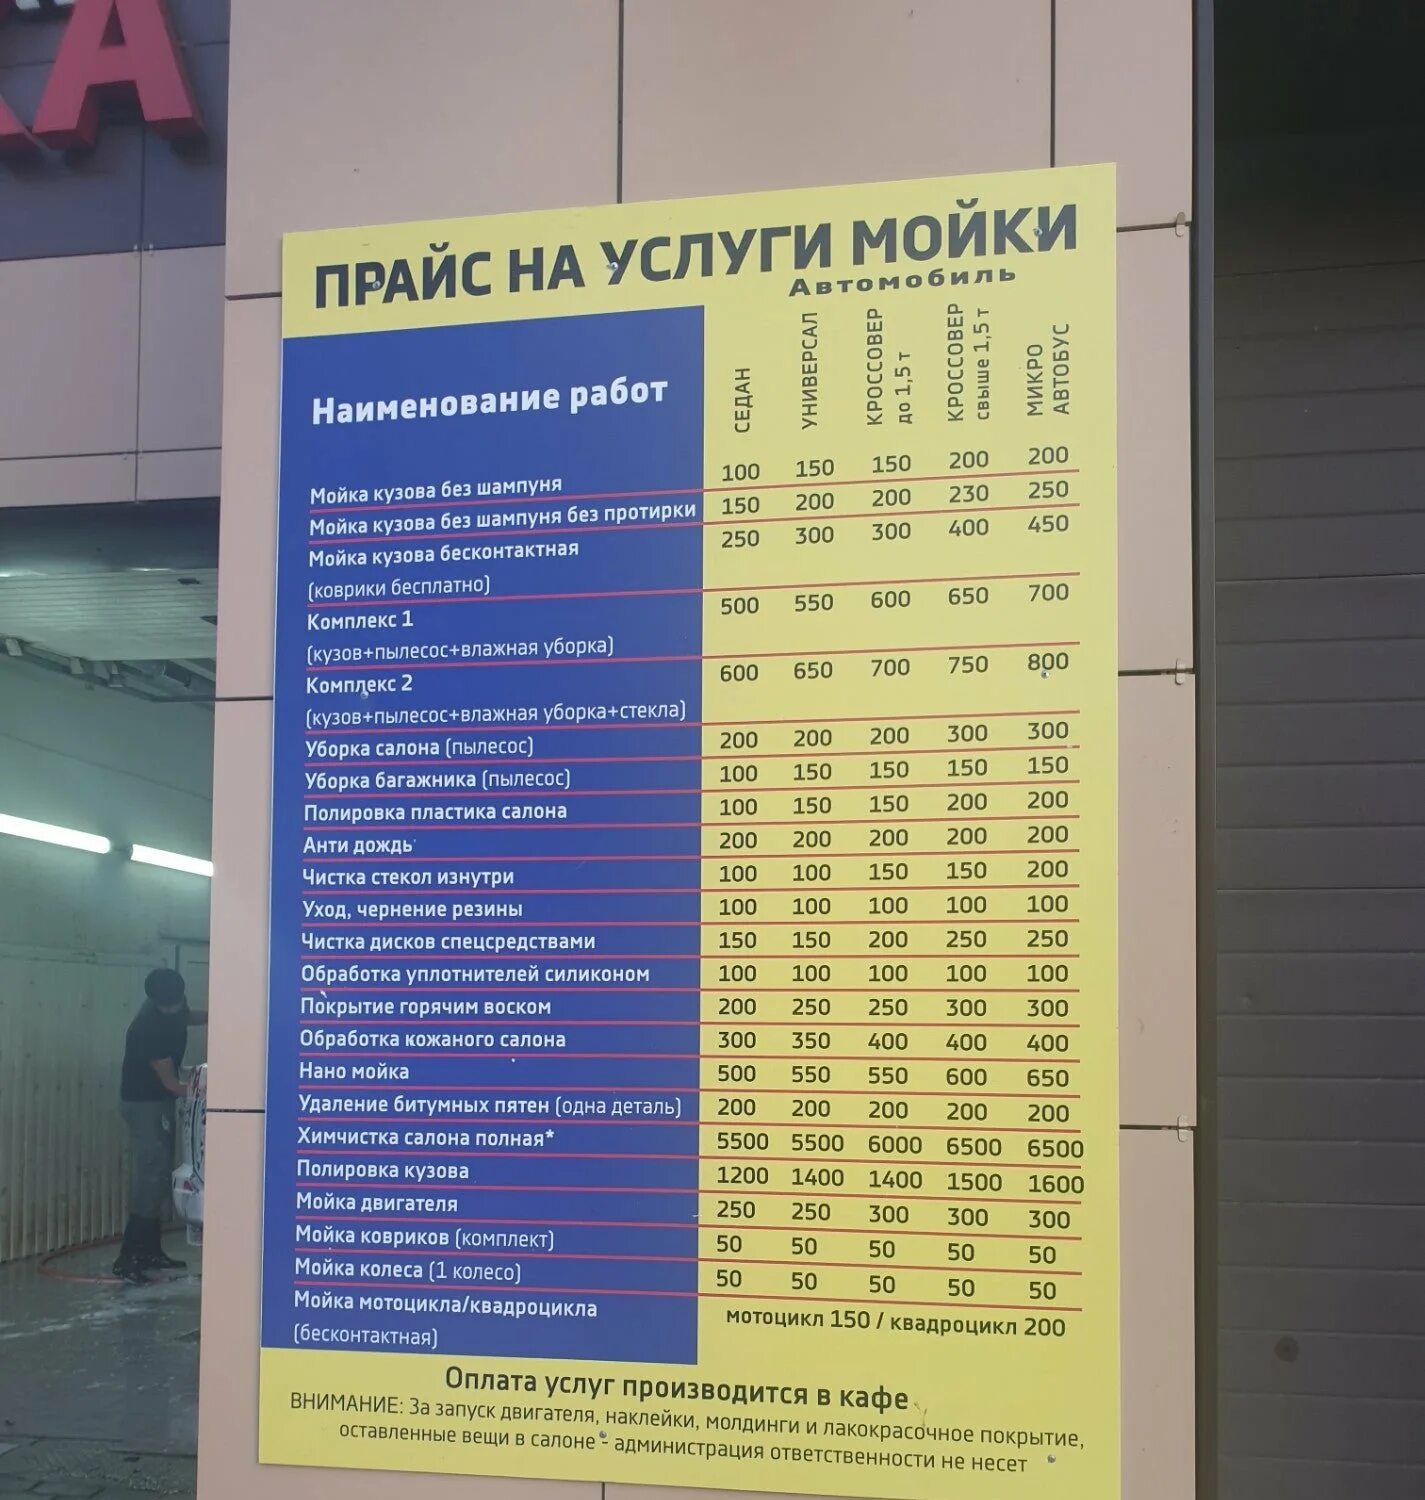 КА
ПРАЙС НА УСЛУГИ МОЙКИ
Автомобиль
Наименование работ
СЕДАН
УНИВЕРСАЛ
КРОССОВЕР до 1,5 т
КРОССОВЕР свыше 1,5 т
МИКРО АВТОБУС
Мойка кузова без шампуня 100 150 150 200 200
Мойка кузова без шампуня без протирки 150 200 200 230 250
Мойка кузова бесконтактная 250 300 300 400 450
(коврики бесплатно)
Комплекс 1 500 550 600 650 700
(кузов+пылесос+влажная уборка)
Комплекс 2 600 650 700 750 800
(кузов+пылесос+влажная уборка+стекла)
Уборка салона (пылесос) 200 200 200 300 300
Уборка багажника (пылесос) 100 150 150 150 150
Полировка пластика салона 100 150 150 200 200
Анти дождь 200 200 200 200 200
Чистка стекол изнутри 100 100 150 150 200
Уход, чернение резины 100 100 100 100 100
Чистка дисков спецсредствами 150 150 200 250 250
Обработка уплотнителей силиконом 100 100 100 100 100
Покрытие горячим воском 200 250 250 300 300
Обработка кожаного салона 300 350 400 400 400
Нано мойка 500 550 550 600 650
Удаление битумных пятен (одна деталь) 200 200 200 200 200
Химчистка салона полная* 5500 5500 6000 6500 6500
Полировка кузова 1200 1400 1400 1500 1600
Мойка двигателя 250 250 300 300 300
Мойка ковриков (комплект) 50 50 50 50 50
Мойка колеса (1 колесо) 50 50 50 50 50
Мойка мотоцикла/квадроцикла мотоцикл 150 / квадроцикл 200
(бесконтактная)
Оплата услуг производится в кафе
ВНИМАНИЕ: За запуск двигателя, наклейки, молдинги и лакокрасочное покрытие,
оставленные вещи в салоне - администрация ответственности не несет